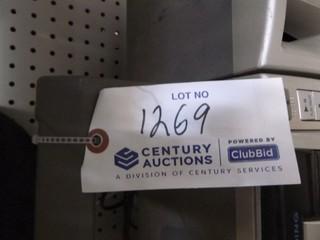 LOT NO
1269
CENTURY AUCTIONS
POWERED BY
ClubBid
A DIVISION OF CENTURY SERVICES